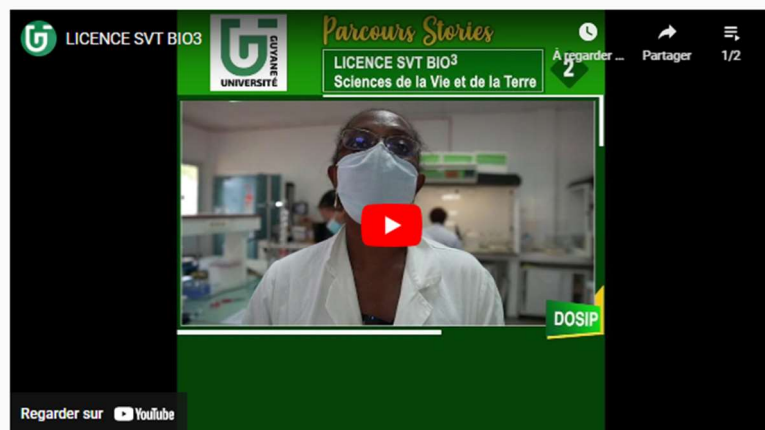 LICENCE SVT BIO3
GUYANE
UNIVERSITÉ
Parcours Stories
LICENCE SVT BIO3
Sciences de la Vie et de la Terre
2
À regarder ...
Partager
1/2
DOSIP
Regarder sur YouTube